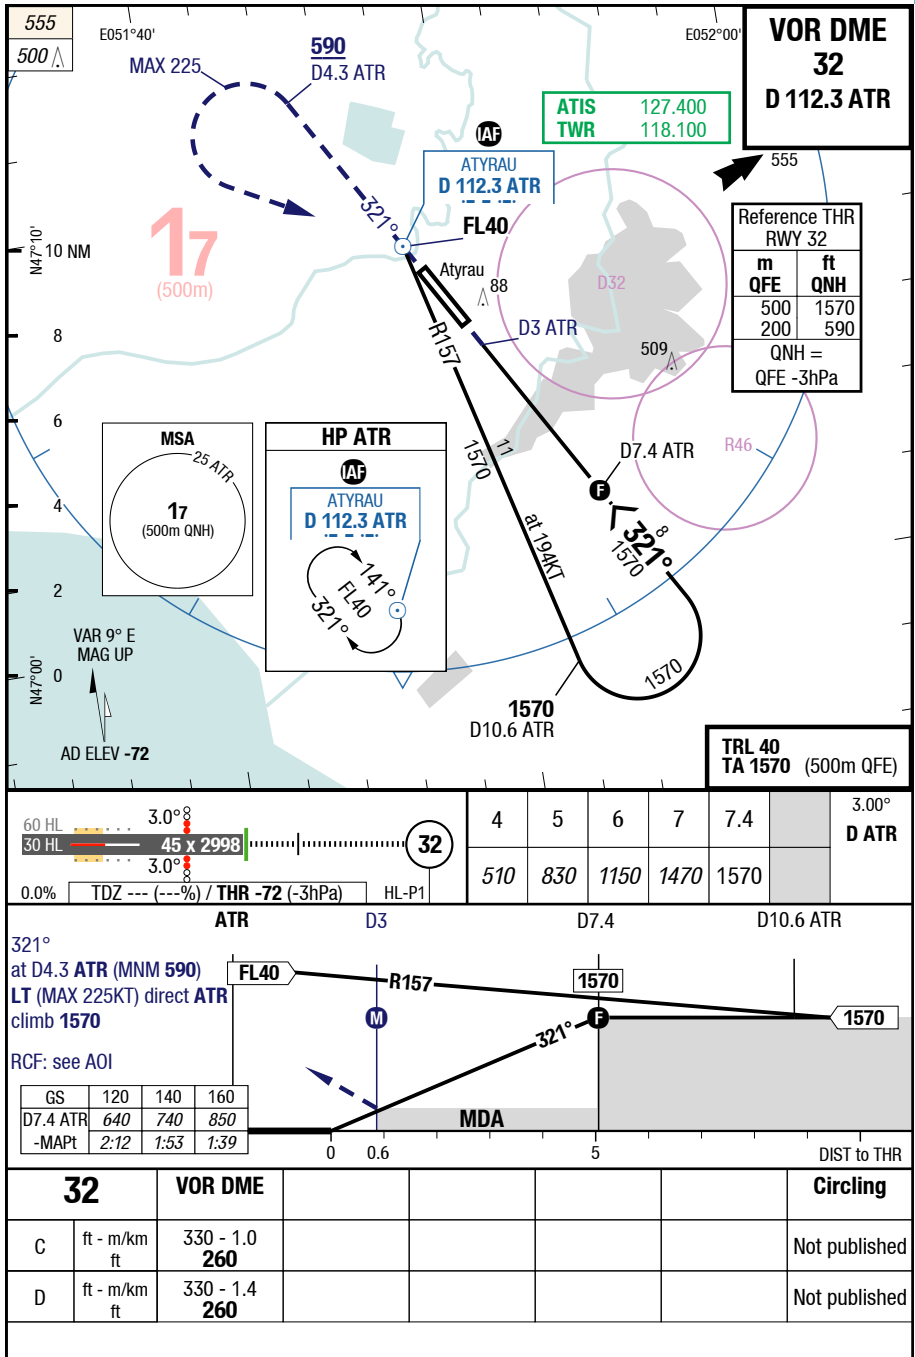 555
500
E051°40'
E052°00'
VOR DME
32
D 112.3 ATR
MAX 225
590
D4.3 ATR
ATIS 127.400
TWR 118.100
IAF
ATYRAU
D 112.3 ATR
FL40
321°
555
N47°10'
10 NM
17
(500m)
Atyrau
88
D32
Reference THR
RWY 32
m ft
QFE QNH
500 1570
200 590
QNH =
QFE -3hPa
8
R157
D3 ATR
509
6
MSA
25 ATR
17
(500m QNH)
HP ATR
IAF
ATYRAU
D 112.3 ATR
141°
FL40
321°
1570
11
D7.4 ATR
R46
F
4
at 194KT
321°
8
1570
2
VAR 9° E
MAG UP
N47°00'
0
1570
D10.6 ATR
1570
AD ELEV -72
TRL 40
TA 1570 (500m QFE)
60 HL
30 HL
3.0°
45 x 2998
3.0°
32
0.0%
TDZ --- (---%) / THR -72 (-3hPa)
HL-P1
4 5 6 7 7.4 3.00°
D ATR
510 830 1150 1470 1570
ATR D3 D7.4 D10.6 ATR
321°
at D4.3 ATR (MNM 590)
LT (MAX 225KT) direct ATR
climb 1570
RCF: see AOI
FL40
R157
1570
M
321°
F
1570
GS 120 140 160
D7.4 ATR 640 740 850
-MAPt 2:12 1:53 1:39
MDA
0 0.6 5 DIST to THR
32 VOR DME Circling
C ft - m/km 330 - 1.0 Not published
ft 260
D ft - m/km 330 - 1.4 Not published
ft 260